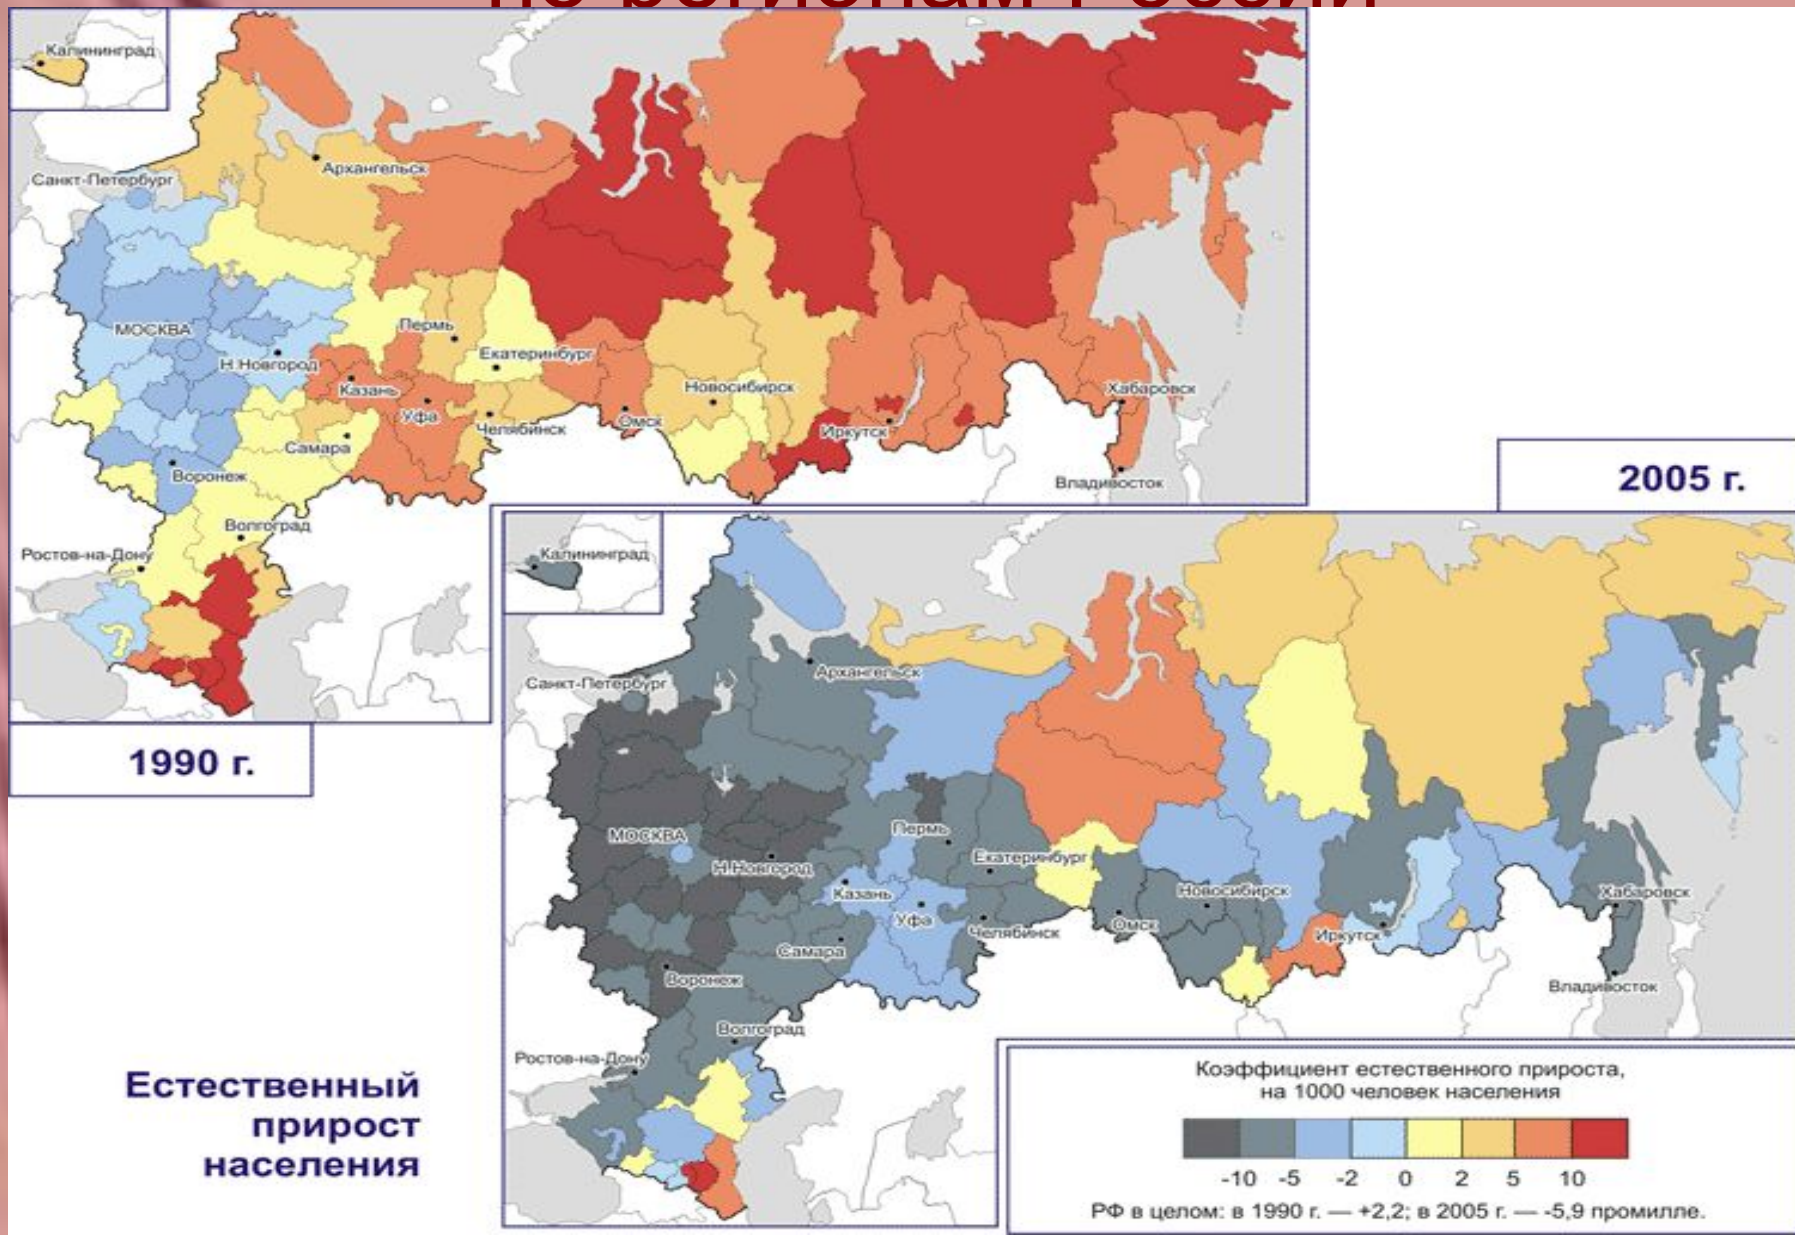 по регионам России
Калининград
Архангельск
Санкт-Петербург
МОСКВА
Н.Новгород
Пермь
Екатеринбург
Казань
Уфа
Челябинск
Самара
Омск
Новосибирск
Иркутск
Хабаровск
Владивосток
Воронеж
Волгоград
Ростов-на-Дону
1990 г.
2005 г.
Калининград
Архангельск
Санкт-Петербург
МОСКВА
Н.Новгород
Пермь
Екатеринбург
Казань
Уфа
Челябинск
Самара
Омск
Новосибирск
Иркутск
Хабаровск
Владивосток
Воронеж
Волгоград
Ростов-на-Дону
Естественный
прирост
населения
Коэффициент естественного прироста,
на 1000 человек населения
-10 -5 -2 0 2 5 10
РФ в целом: в 1990 г. — +2,2; в 2005 г. — -5,9 промилле.